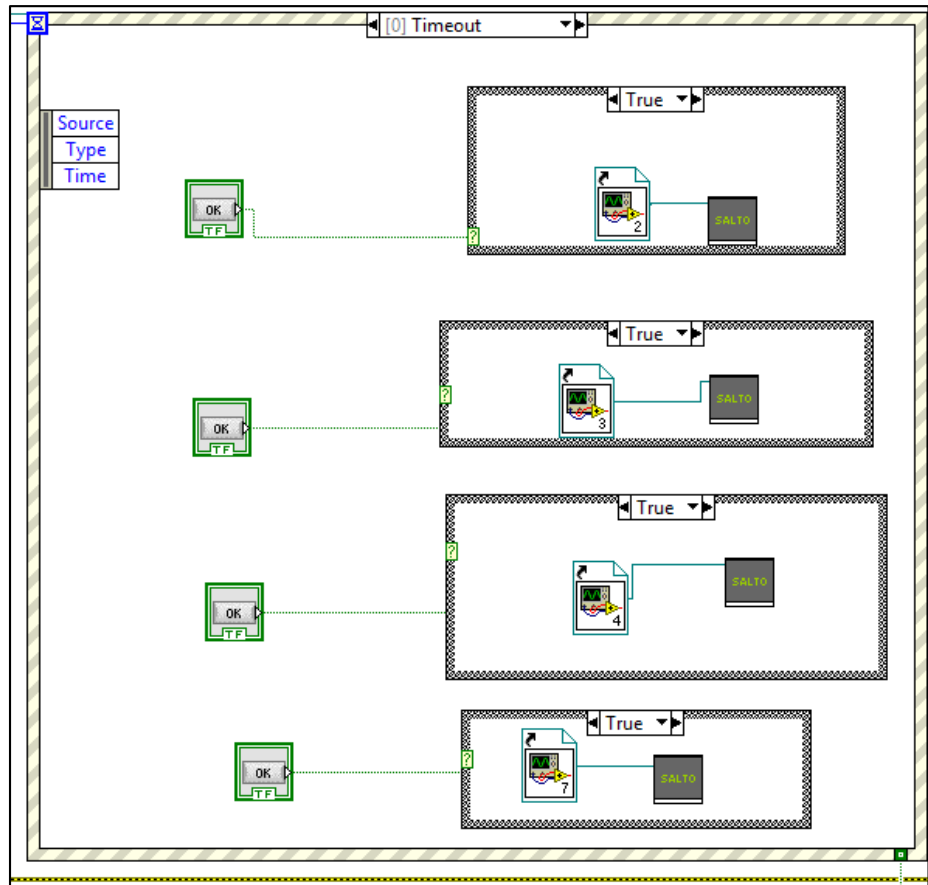 [0] Timeout
Source
Type
Time
True
OK
TF
?
2
SALTO
True
OK
TF
?
3
SALTO
True
OK
TF
?
4
SALTO
True
OK
TF
?
7
SALTO